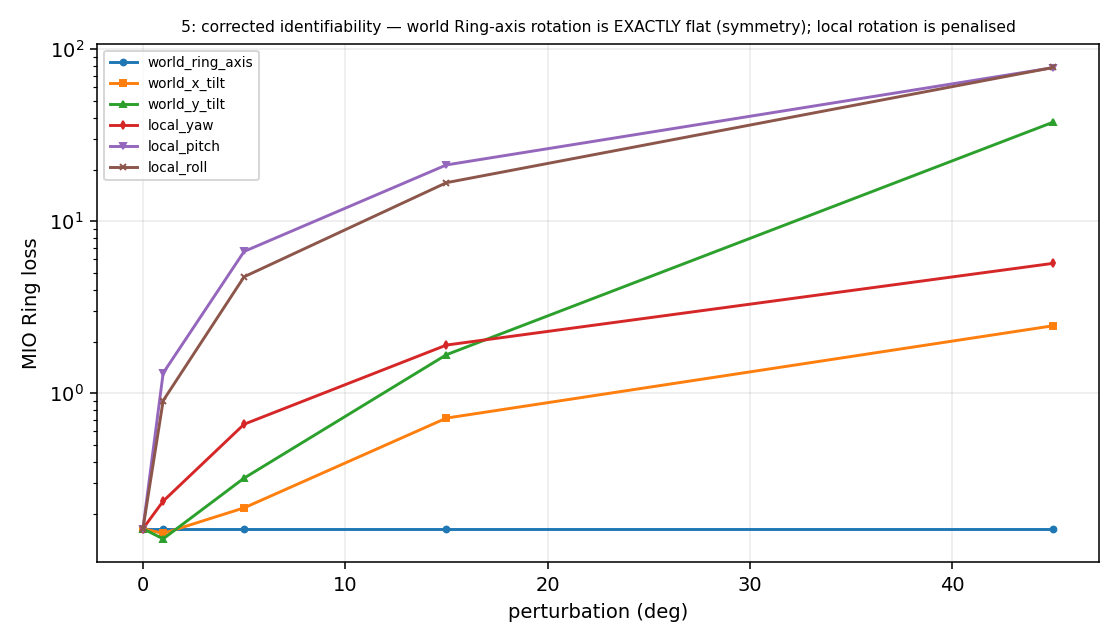 5: corrected identifiability — world Ring-axis rotation is EXACTLY flat (symmetry); local rotation is penalised
world_ring_axis
world_x_tilt
world_y_tilt
local_yaw
local_pitch
local_roll
MIO Ring loss
10²
10¹
10⁰
0 10 20 30 40
perturbation (deg)